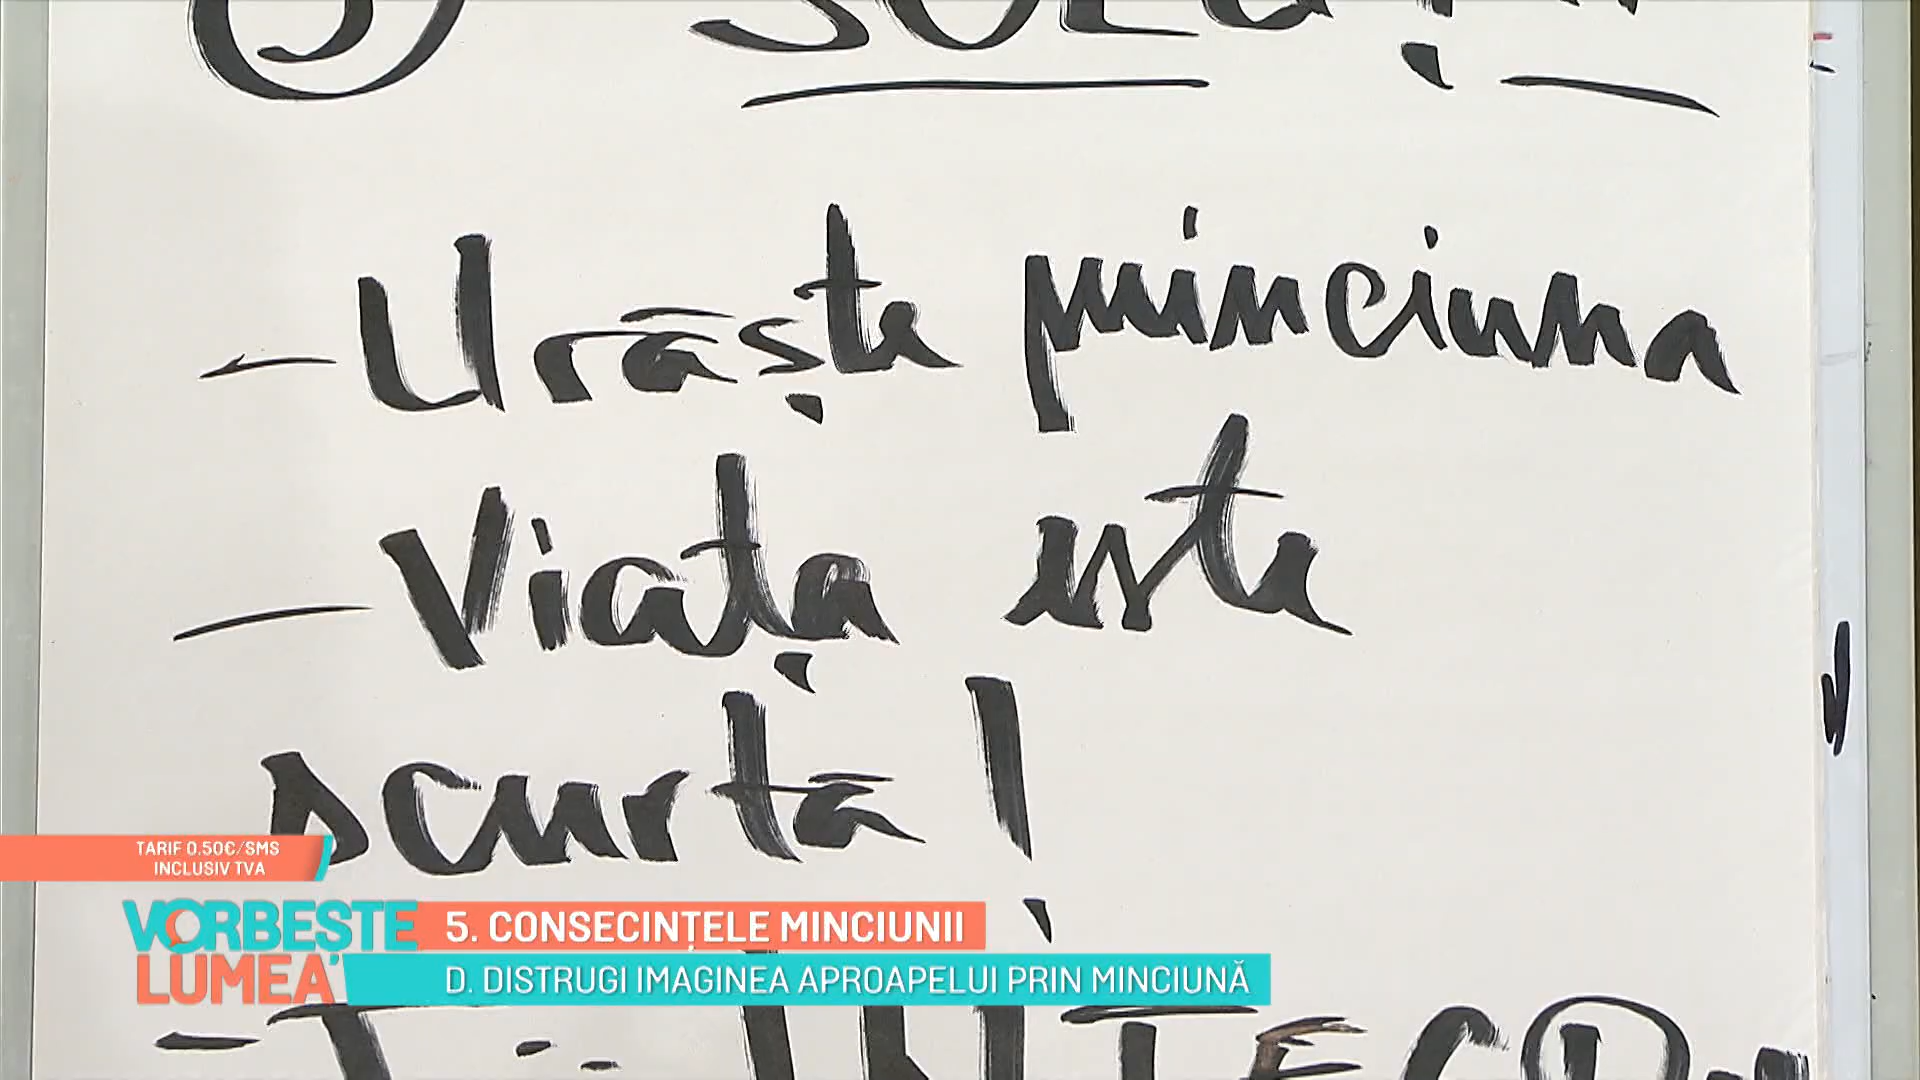 - Urăște minciuna
- Viața este
scurtă!
TARIF 0.50€/SMS
INCLUSIV TVA
VORBEȘTE
LUMEA
5. CONSECINȚELE MINCIUNII
D. DISTRUGI IMAGINEA APROAPELUI PRIN MINCIUNĂ